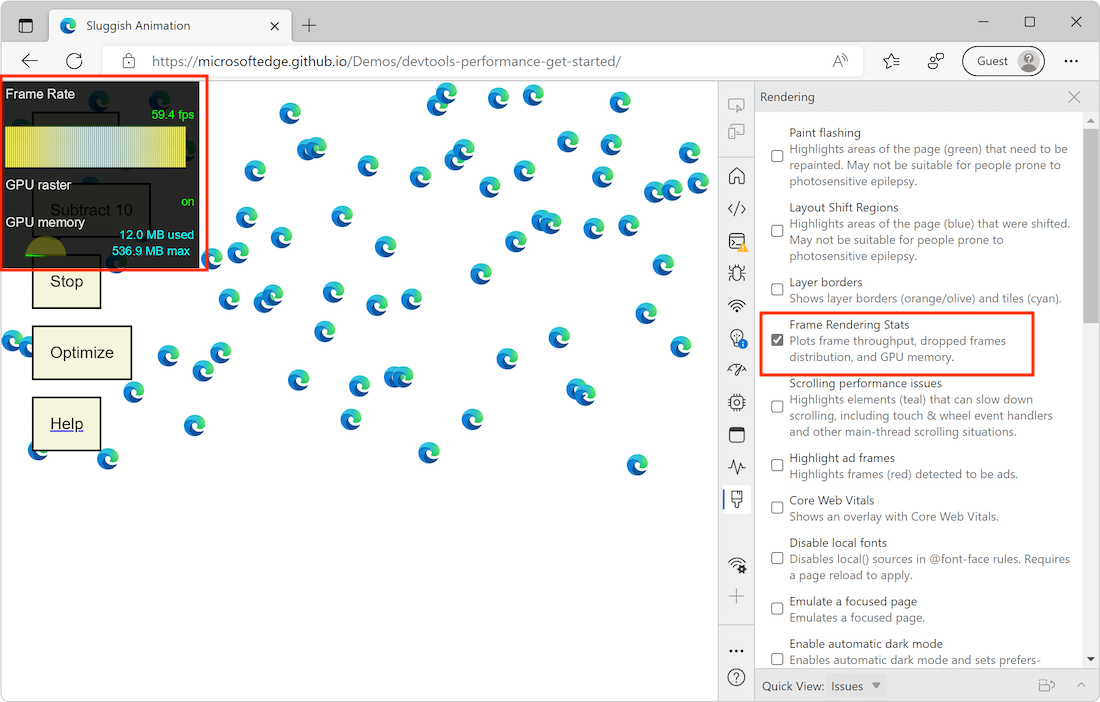 Sluggish Animation
https://microsoftedge.github.io/Demos/devtools-performance-get-started/
Guest
Frame Rate
59.4 fps
GPU raster
on
Subtract 10
GPU memory
12.0 MB used
536.9 MB max
Stop
Optimize
Help
Rendering
Paint flashing
Highlights areas of the page (green) that need to be
repainted. May not be suitable for people prone to
photosensitive epilepsy.
Layout Shift Regions
Highlights areas of the page (blue) that were shifted.
May not be suitable for people prone to
photosensitive epilepsy.
Layer borders
Shows layer borders (orange/olive) and tiles (cyan).
Frame Rendering Stats
Plots frame throughput, dropped frames
distribution, and GPU memory.
Scrolling performance issues
Highlights elements (teal) that can slow down
scrolling, including touch & wheel event handlers
and other main-thread scrolling situations.
Highlight ad frames
Highlights frames (red) detected to be ads.
Core Web Vitals
Shows an overlay with Core Web Vitals.
Disable local fonts
Disables local() sources in @font-face rules. Requires
a page reload to apply.
Emulate a focused page
Emulates a focused page.
Enable automatic dark mode
Enables automatic dark mode and sets prefers-
Quick View: Issues